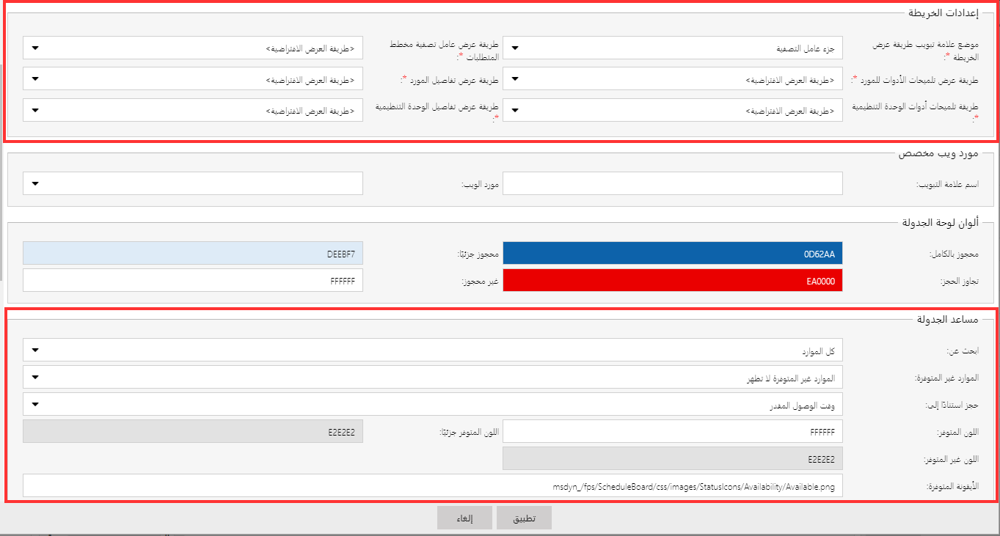 إعدادات الخريطة
موضع علامة تبويب طريقة عرض
الخريطة *:
جزء عامل التصفية
طريقة عرض عامل تصفية مخطط
المتطلبات *:
<طريقة العرض الافتراضية>
طريقة عرض تلميحات الأدوات للمورد *:
<طريقة العرض الافتراضية>
طريقة عرض تفاصيل المورد *:
<طريقة العرض الافتراضية>
طريقة تلميحات أدوات الوحدة التنظيمية
*:
<طريقة العرض الافتراضية>
طريقة عرض تفاصيل الوحدة التنظيمية
*:
<طريقة العرض الافتراضية>
مورد ويب مخصص
اسم علامة التبويب:
مورد الويب:
ألوان لوحة الجدولة
محجوز بالكامل:
0D62AA
محجوز جزئيًا:
DEEBF7
تجاوز الحجز:
EA0000
غير محجوز:
FFFFFF
مساعد الجدولة
ابحث عن:
كل الموارد
الموارد غير المتوفرة:
الموارد غير المتوفرة لا تظهر
حجز استنادًا إلى:
وقت الوصول المقدر
اللون المتوفر:
FFFFFF
اللون المتوفر جزئيًا:
E2E2E2
اللون غير المتوفر:
E2E2E2
الأيقونة المتوفرة:
msdyn_/fps/ScheduleBoard/css/images/StatusIcons/Availability/Available.png
تطبيق
إلغاء